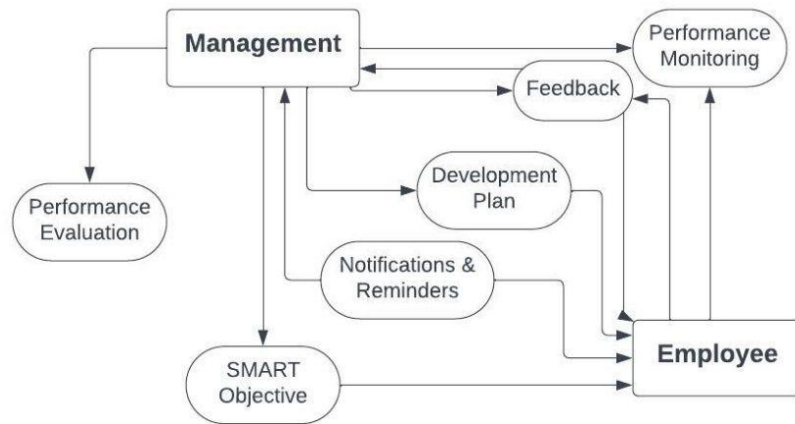 Management
Performance
Monitoring
Feedback
Development
Plan
Performance
Evaluation
Notifications &
Reminders
SMART
Objective
Employee